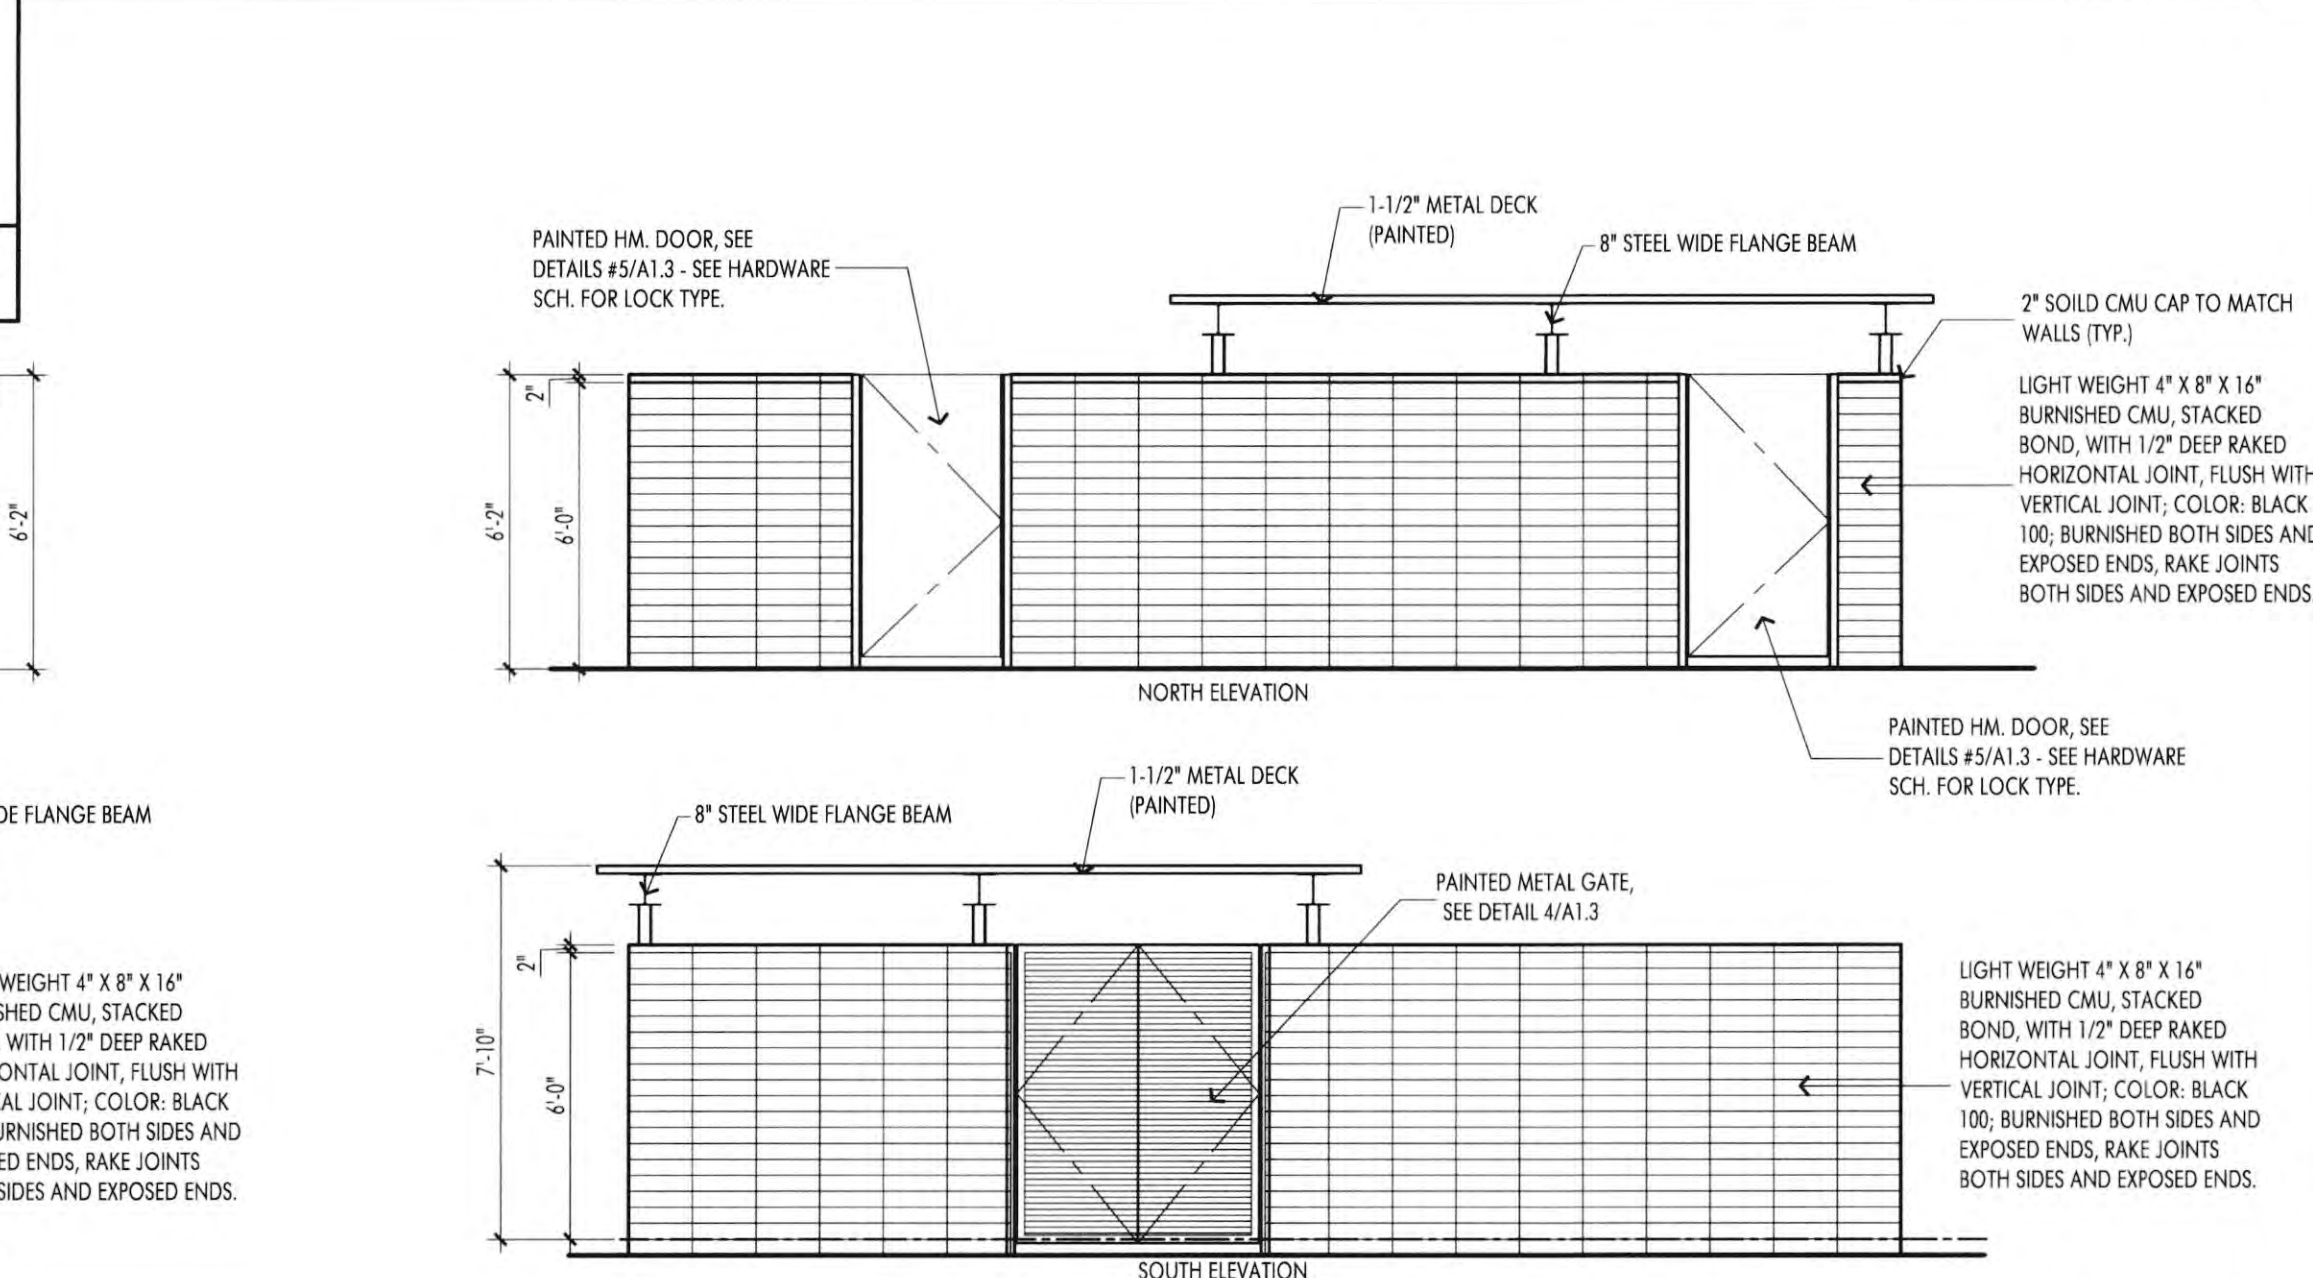 1-1/2" METAL DECK
(PAINTED)
8" STEEL WIDE FLANGE BEAM
PAINTED HM. DOOR, SEE
DETAILS #5/A1.3 - SEE HARDWARE
SCH. FOR LOCK TYPE.
2" SOILD CMU CAP TO MATCH
WALLS (TYP.)
LIGHT WEIGHT 4" X 8" X 16"
BURNISHED CMU, STACKED
BOND, WITH 1/2" DEEP RAKED
HORIZONTAL JOINT, FLUSH WITH
VERTICAL JOINT; COLOR: BLACK
100; BURNISHED BOTH SIDES AND
EXPOSED ENDS, RAKE JOINTS
BOTH SIDES AND EXPOSED ENDS.
6'-2"
6'-2"
2"
6'-0"
NORTH ELEVATION
PAINTED HM. DOOR, SEE
DETAILS #5/A1.3 - SEE HARDWARE
SCH. FOR LOCK TYPE.
1-1/2" METAL DECK
(PAINTED)
8" STEEL WIDE FLANGE BEAM
PAINTED METAL GATE,
SEE DETAIL 4/A1.3
2"
7'-10"
6'-0"
LIGHT WEIGHT 4" X 8" X 16"
BURNISHED CMU, STACKED
BOND, WITH 1/2" DEEP RAKED
HORIZONTAL JOINT, FLUSH WITH
VERTICAL JOINT; COLOR: BLACK
100; BURNISHED BOTH SIDES AND
EXPOSED ENDS, RAKE JOINTS
BOTH SIDES AND EXPOSED ENDS.
SOUTH ELEVATION
FLANGE BEAM
WEIGHT 4" X 8" X 16"
CMU, STACKED
WITH 1/2" DEEP RAKED
JOINT, FLUSH WITH
JOINT; COLOR: BLACK
BOTH SIDES AND
ENDS, RAKE JOINTS
SIDES AND EXPOSED ENDS.